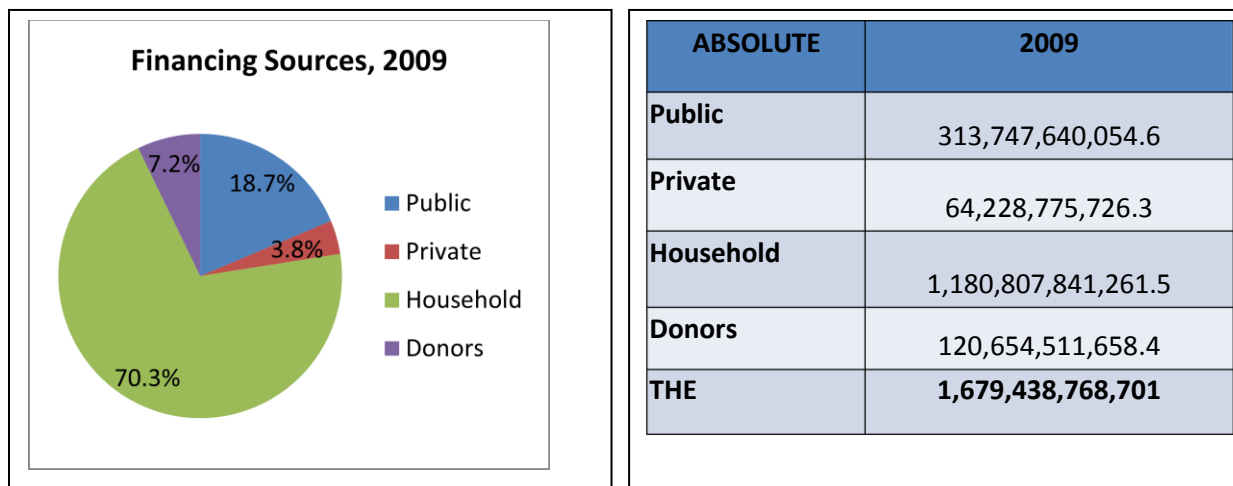 Financing Sources, 2009
7.2%
18.7%
3.8%
70.3%
Public
Private
Household
Donors
ABSOLUTE 2009
Public 313,747,640,054.6
Private 64,228,775,726.3
Household 1,180,807,841,261.5
Donors 120,654,511,658.4
THE 1,679,438,768,701